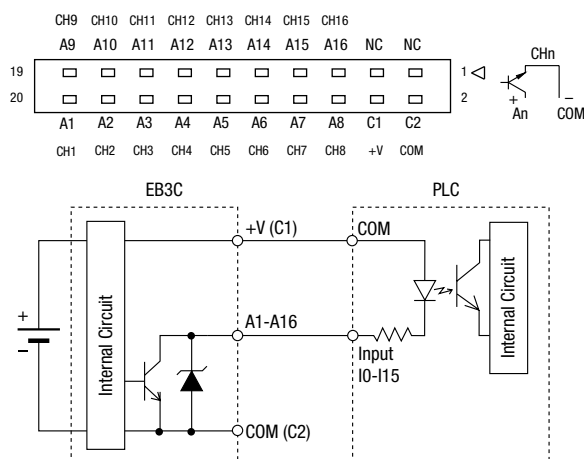 CH9 CH10 CH11 CH12 CH13 CH14 CH15 CH16
A9 A10 A11 A12 A13 A14 A15 A16 NC NC
19 1
20 2
A1 A2 A3 A4 A5 A6 A7 A8 C1 C2
CH1 CH2 CH3 CH4 CH5 CH6 CH7 CH8 +V COM
CHn
+ −
An COM
EB3C PLC
+V (C1) COM
Internal Circuit
+
−
A1-A16
Input
I0-I15
Internal Circuit
COM (C2)